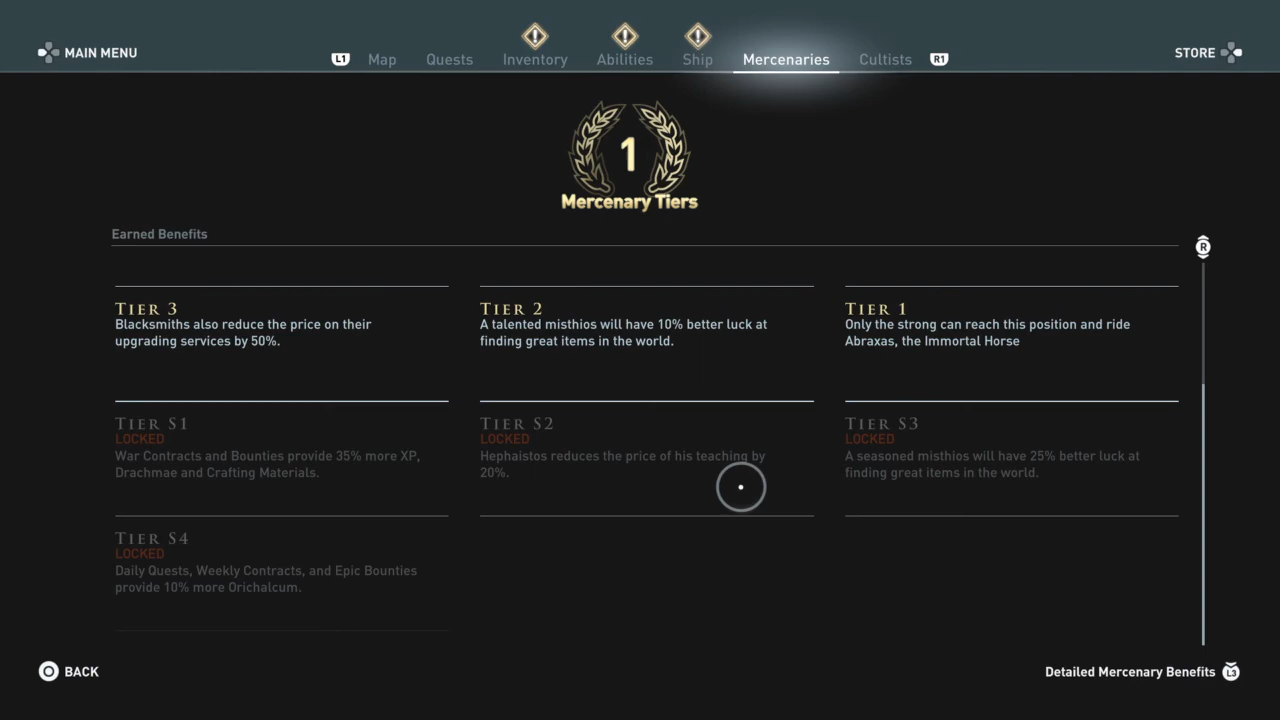 MAIN MENU
L1
Map
Quests
Inventory
Abilities
Ship
Mercenaries
Cultists
R1
STORE
1
Mercenary Tiers
Earned Benefits
R
TIER 3
Blacksmiths also reduce the price on their
upgrading services by 50%.
TIER 2
A talented misthios will have 10% better luck at
finding great items in the world.
TIER 1
Only the strong can reach this position and ride
Abraxas, the Immortal Horse
TIER S1
LOCKED
War Contracts and Bounties provide 35% more XP,
Drachmae and Crafting Materials.
TIER S2
LOCKED
Hephaistos reduces the price of his teaching by
20%.
TIER S3
LOCKED
A seasoned misthios will have 25% better luck at
finding great items in the world.
TIER S4
LOCKED
Daily Quests, Weekly Contracts, and Epic Bounties
provide 10% more Orichalcum.
BACK
Detailed Mercenary Benefits
L3